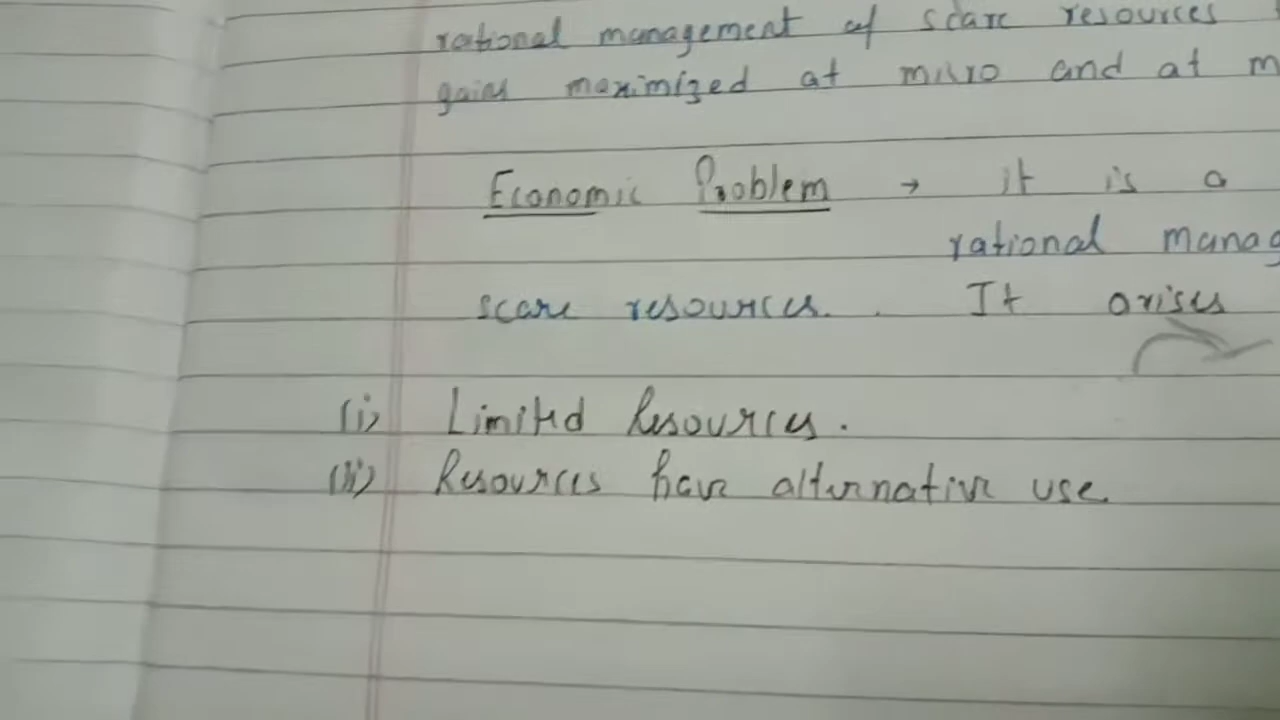 rational management of scarc resources
gains maximized at micro and at m
Economic Problem → it is a
rational manag
scare resources. It arises
(i) Limited Resources.
(ii) Resources have alternative use.